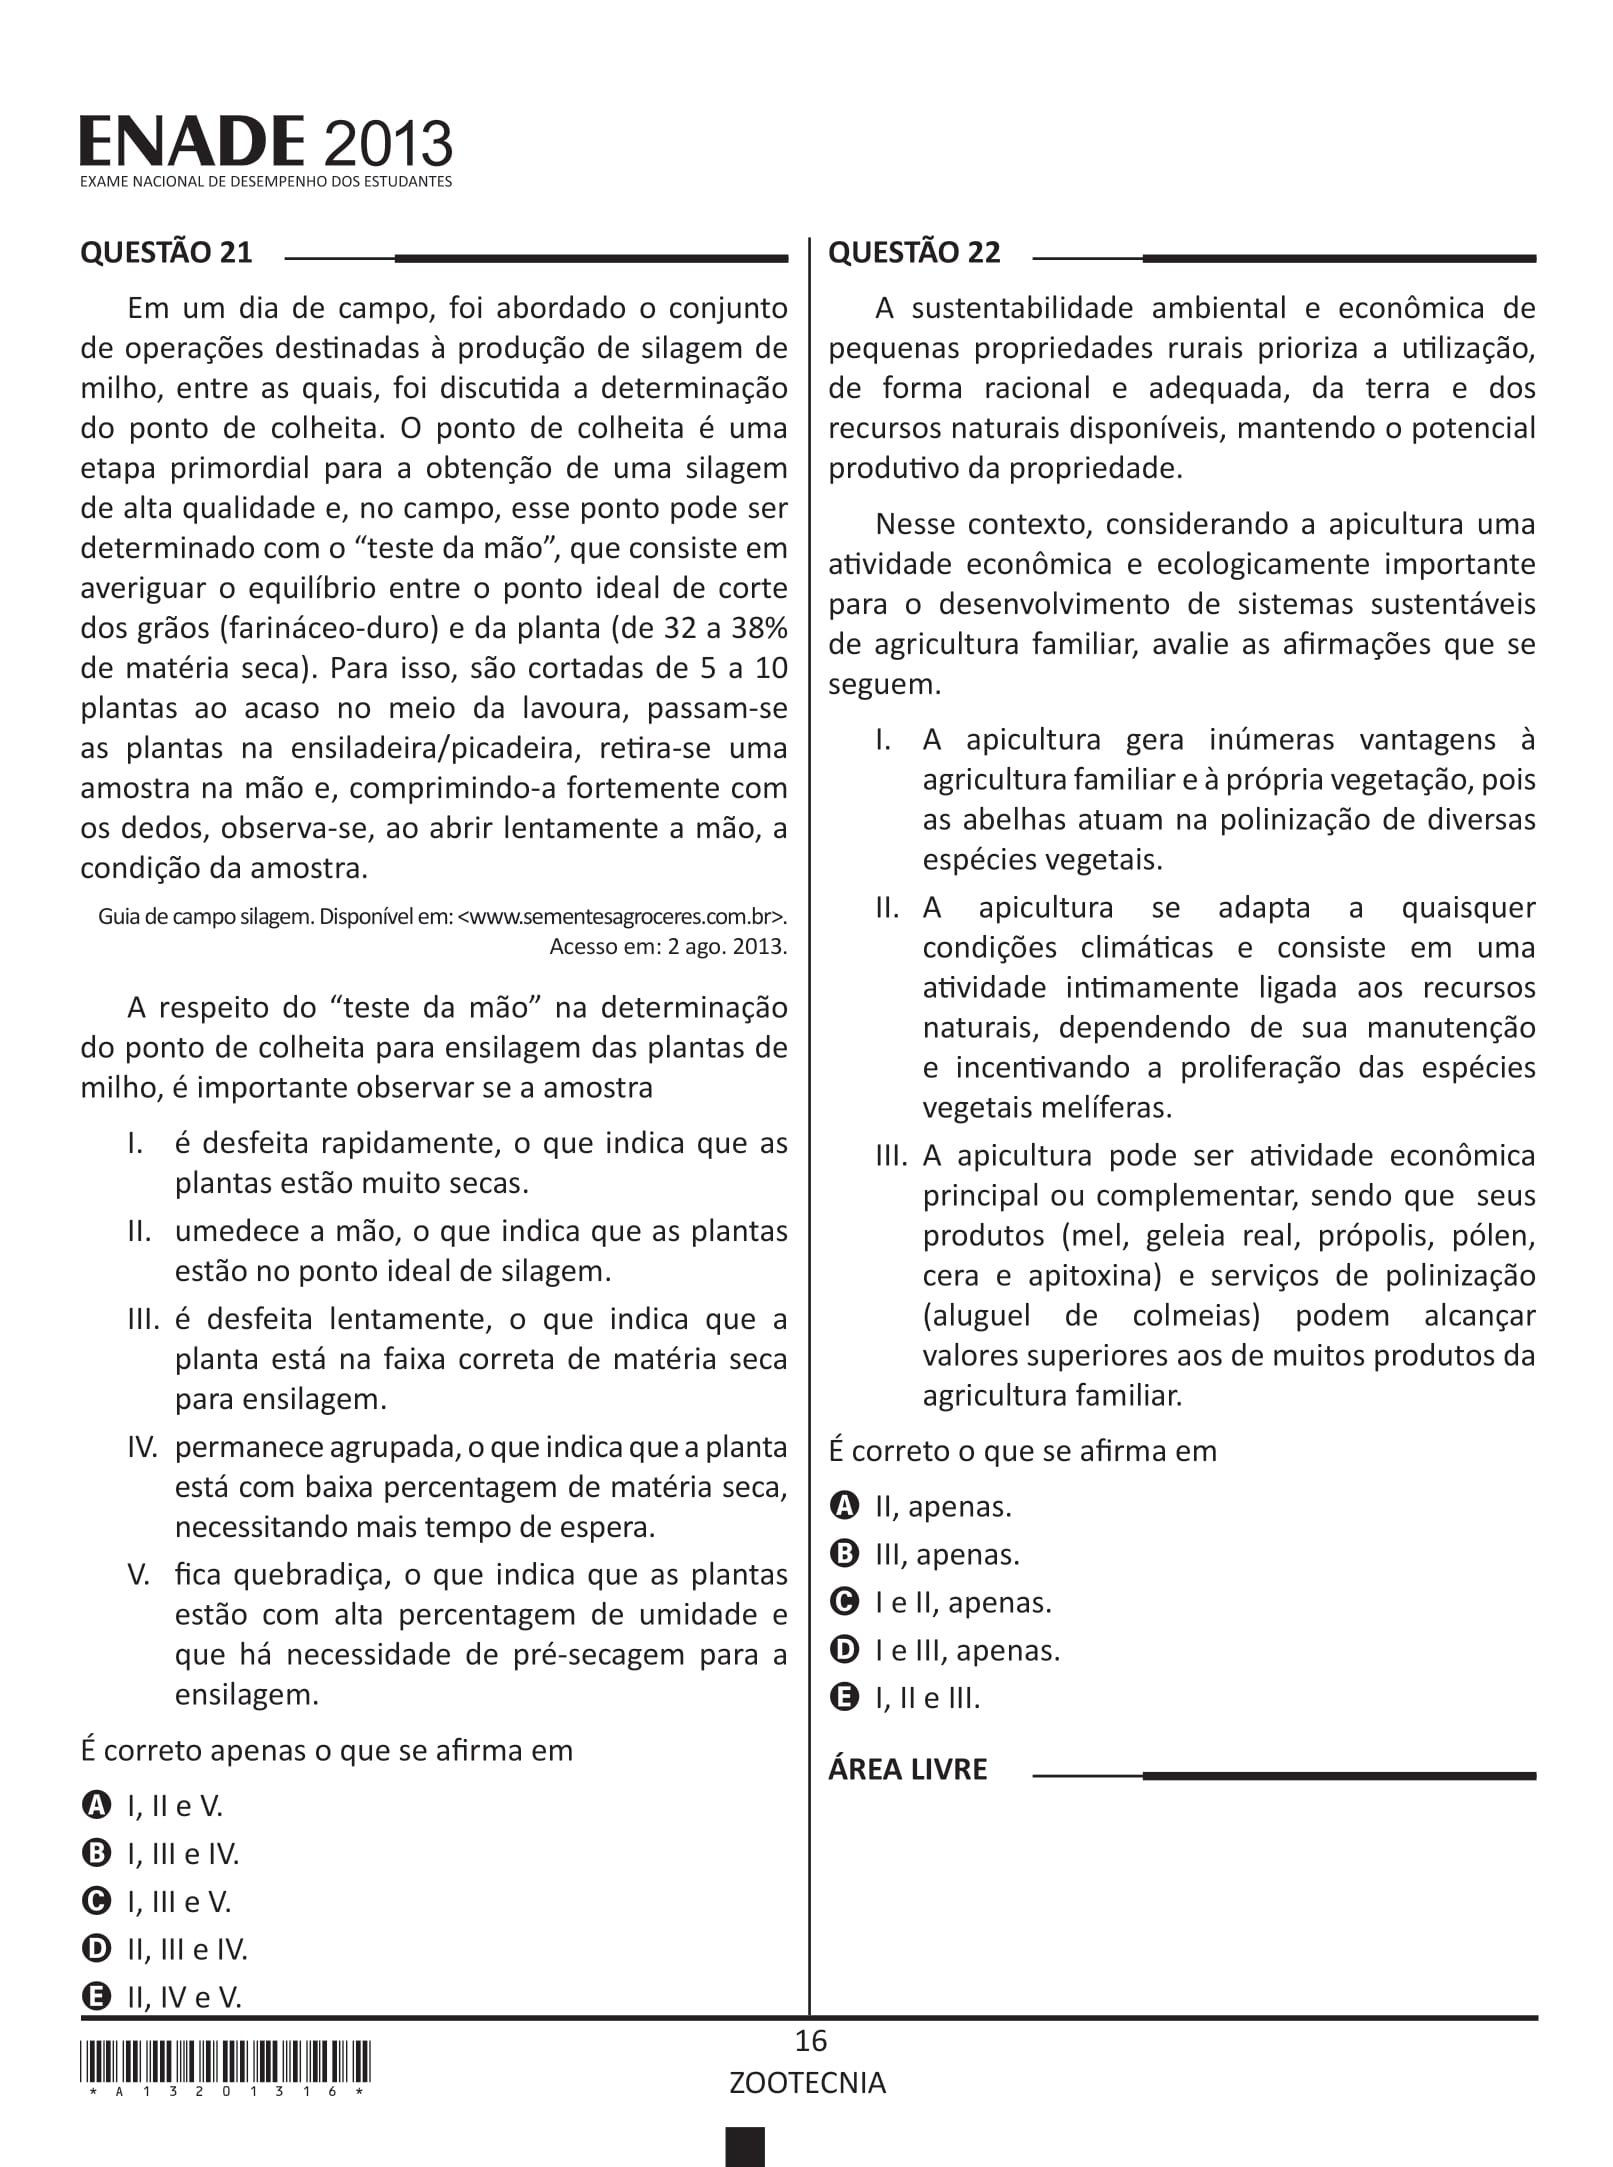 ENADE 2013
EXAME NACIONAL DE DESEMPENHO DOS ESTUDANTES
QUESTÃO 21
Em um dia de campo, foi abordado o conjunto
de operações destinadas à produção de silagem de
milho, entre as quais, foi discutida a determinação
do ponto de colheita. O ponto de colheita é uma
etapa primordial para a obtenção de uma silagem
de alta qualidade e, no campo, esse ponto pode ser
determinado com o “teste da mão”, que consiste em
averiguar o equilíbrio entre o ponto ideal de corte
dos grãos (farináceo-duro) e da planta (de 32 a 38%
de matéria seca). Para isso, são cortadas de 5 a 10
plantas ao acaso no meio da lavoura, passam-se
as plantas na ensiladeira/picadeira, retira-se uma
amostra na mão e, comprimindo-a fortemente com
os dedos, observa-se, ao abrir lentamente a mão, a
condição da amostra.
Guia de campo silagem. Disponível em: <www.sementesagroceres.com.br>.
Acesso em: 2 ago. 2013.
A respeito do “teste da mão” na determinação
do ponto de colheita para ensilagem das plantas de
milho, é importante observar se a amostra
I. é desfeita rapidamente, o que indica que as
plantas estão muito secas.
II. umedece a mão, o que indica que as plantas
estão no ponto ideal de silagem.
III. é desfeita lentamente, o que indica que a
planta está na faixa correta de matéria seca
para ensilagem.
IV. permanece agrupada, o que indica que a planta
está com baixa percentagem de matéria seca,
necessitando mais tempo de espera.
V. fica quebradiça, o que indica que as plantas
estão com alta percentagem de umidade e
que há necessidade de pré-secagem para a
ensilagem.
É correto apenas o que se afirma em
A I, II e V.
B I, III e IV.
C I, III e V.
D II, III e IV.
E II, IV e V.
QUESTÃO 22
A sustentabilidade ambiental e econômica de
pequenas propriedades rurais prioriza a utilização,
de forma racional e adequada, da terra e dos
recursos naturais disponíveis, mantendo o potencial
produtivo da propriedade.
Nesse contexto, considerando a apicultura uma
atividade econômica e ecologicamente importante
para o desenvolvimento de sistemas sustentáveis
de agricultura familiar, avalie as afirmações que se
seguem.
I. A apicultura gera inúmeras vantagens à
agricultura familiar e à própria vegetação, pois
as abelhas atuam na polinização de diversas
espécies vegetais.
II. A apicultura se adapta a quaisquer
condições climáticas e consiste em uma
atividade intimamente ligada aos recursos
naturais, dependendo de sua manutenção
e incentivando a proliferação das espécies
vegetais melíferas.
III. A apicultura pode ser atividade econômica
principal ou complementar, sendo que seus
produtos (mel, geleia real, própolis, pólen,
cera e apitoxina) e serviços de polinização
(aluguel de colmeias) podem alcançar
valores superiores aos de muitos produtos da
agricultura familiar.
É correto o que se afirma em
A II, apenas.
B III, apenas.
C I e II, apenas.
D I e III, apenas.
E I, II e III.
ÁREA LIVRE
*A13201316*
16
ZOOTECNIA